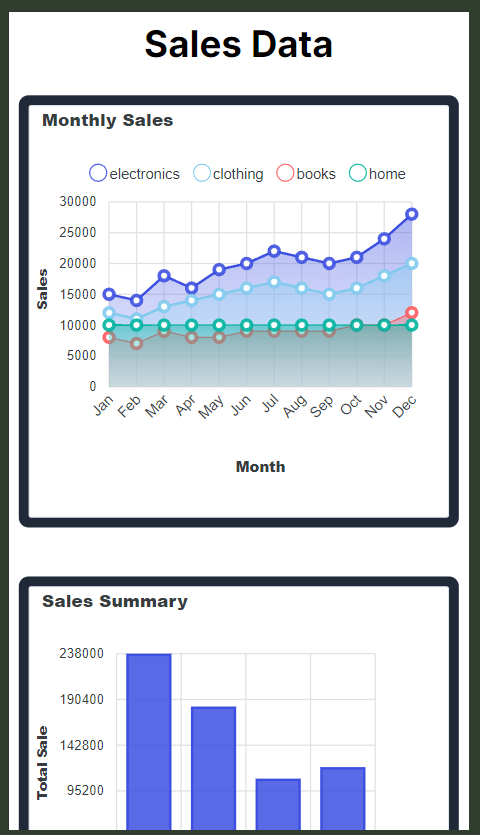 Sales Data
Monthly Sales
electronics clothing books home
30000
25000
20000
15000
10000
5000
0
Sales
Jan Feb Mar Apr May Jun Jul Aug Sep Oct Nov Dec
Month
Sales Summary
238000
190400
142800
95200
Total Sale